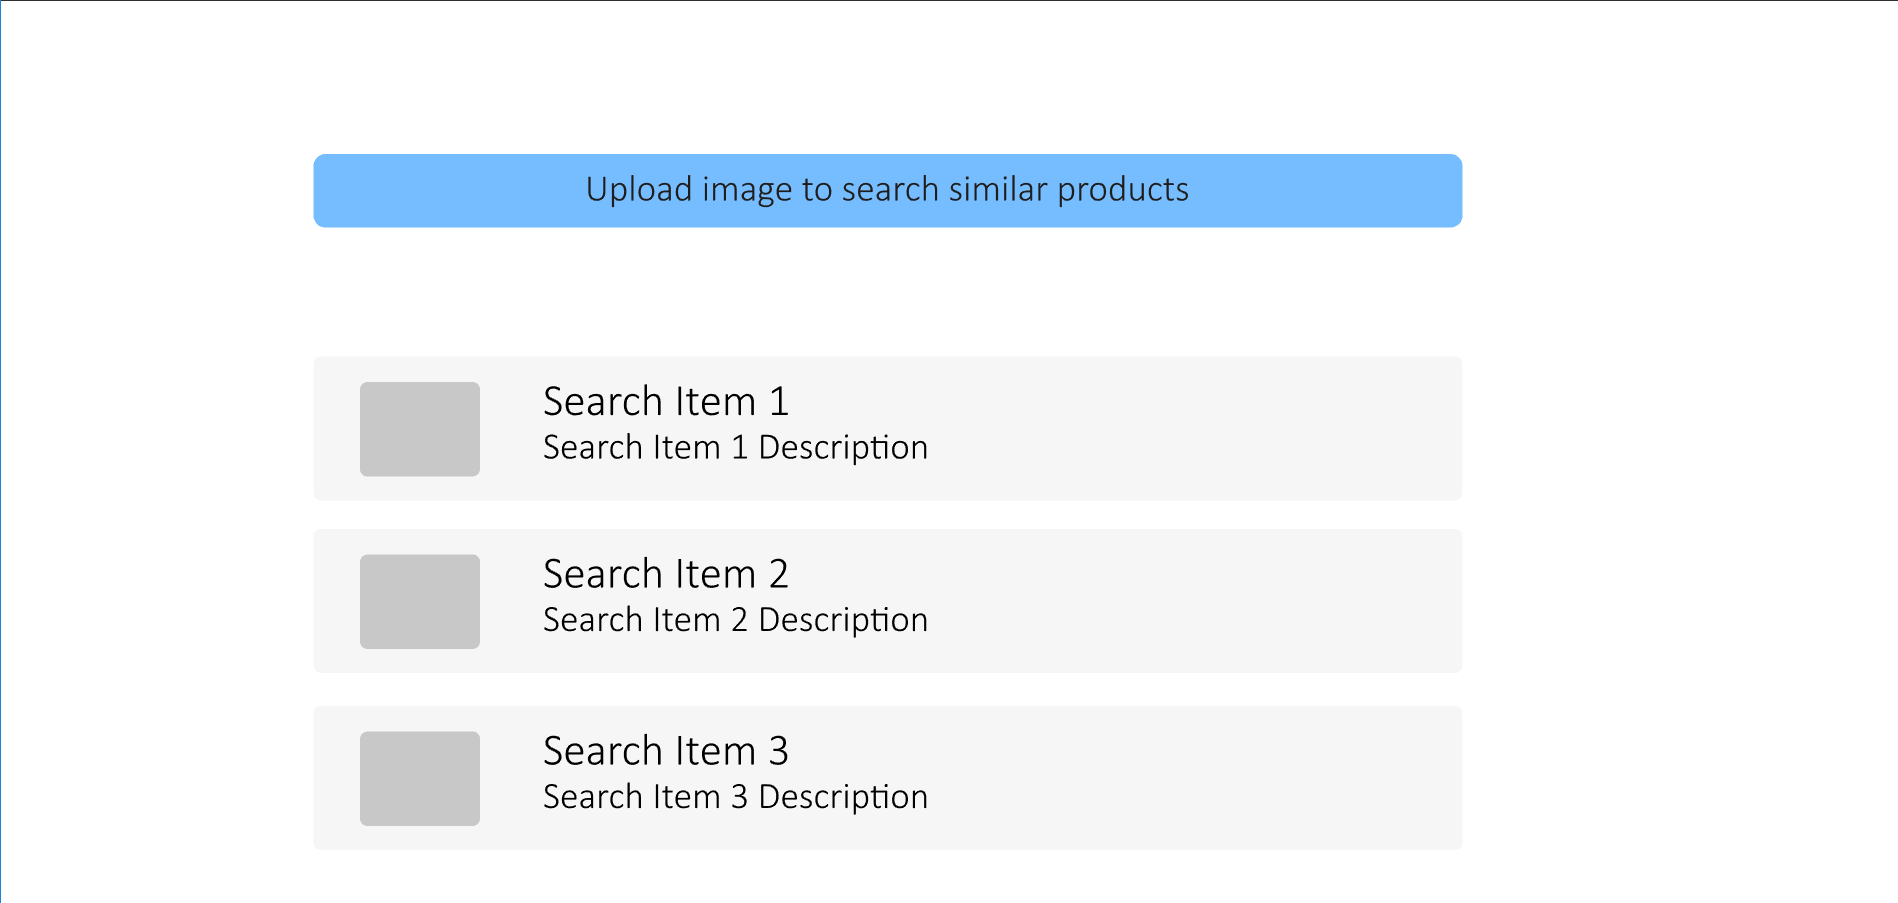 Upload image to search similar products
Search Item 1
Search Item 1 Description
Search Item 2
Search Item 2 Description
Search Item 3
Search Item 3 Description